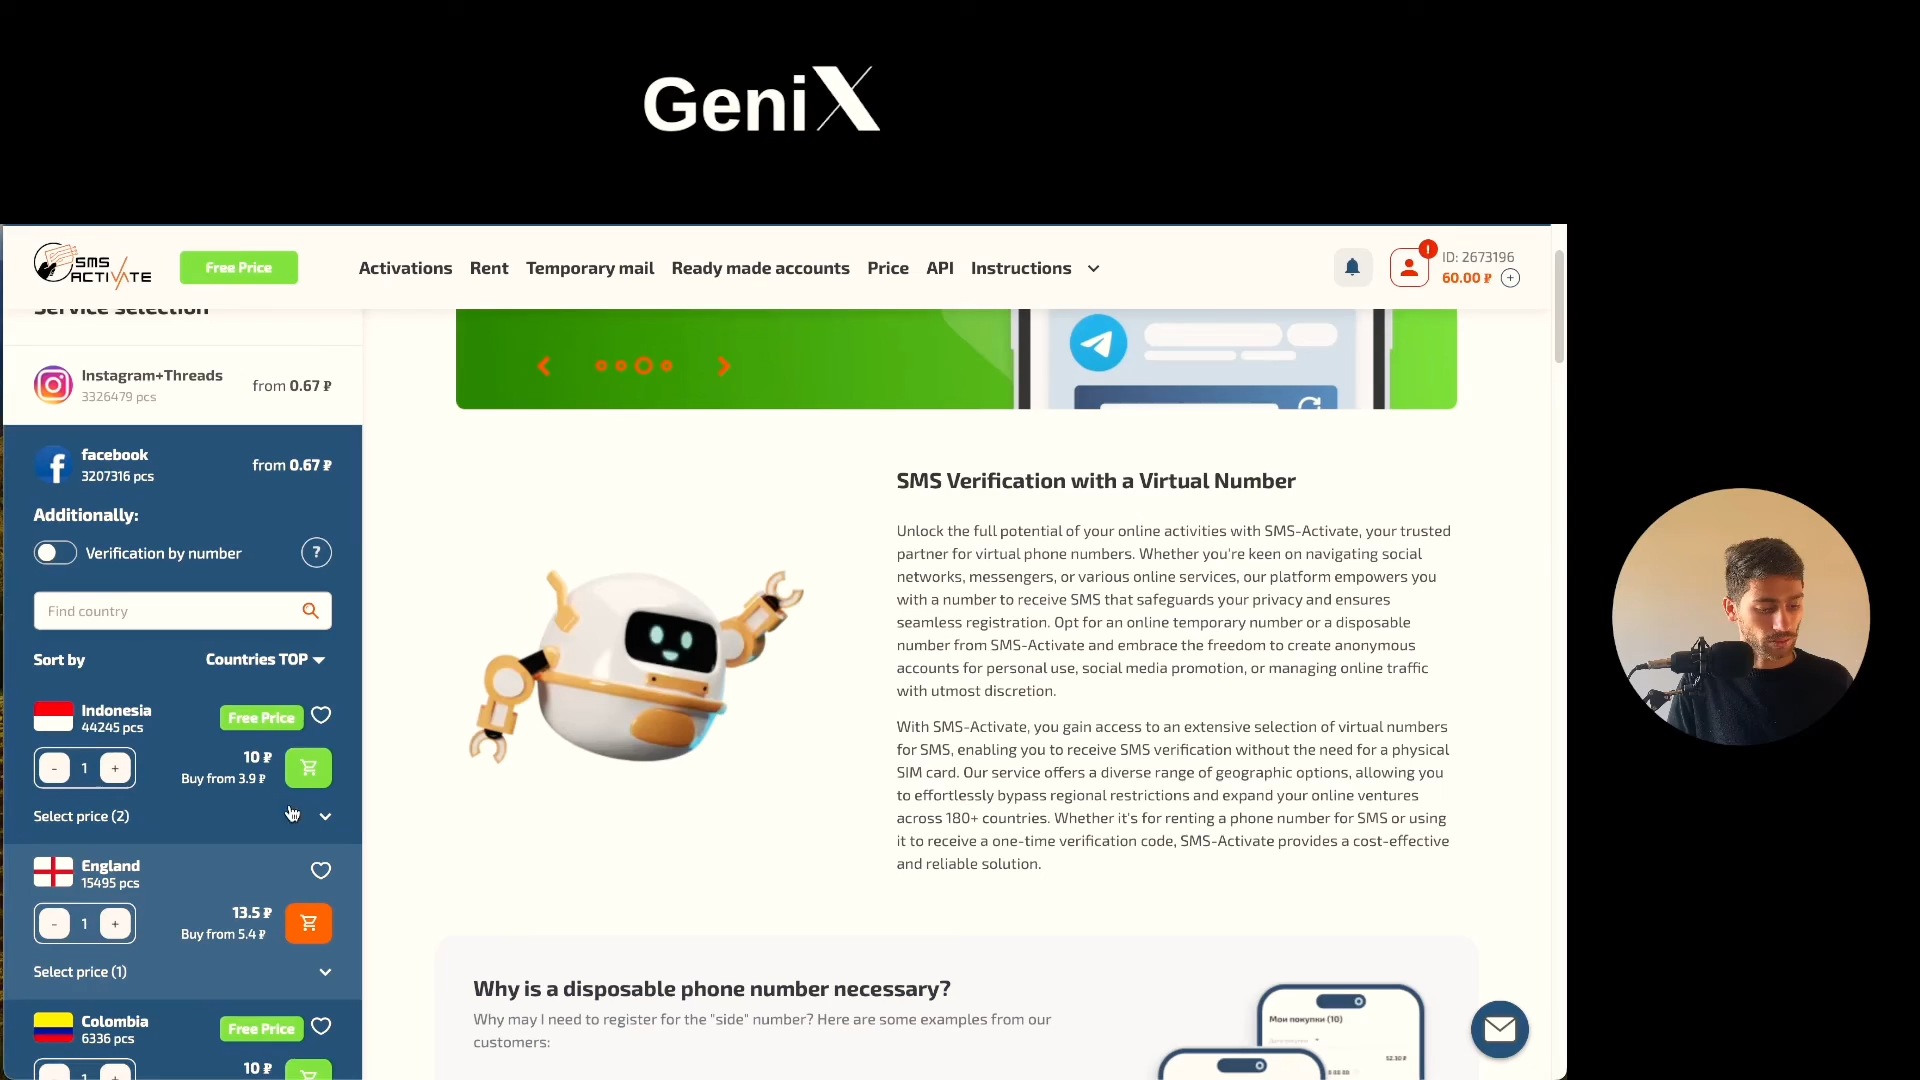 GeniX
SMS
ACTIVATE
Free Price
Activations
Rent
Temporary mail
Ready made accounts
Price
API
Instructions
!
ID: 2673196
60.00 ₽
Service selection
Instagram+Threads
3326479 pcs
from 0.67 ₽
facebook
3207316 pcs
from 0.67 ₽
Additionally:
Verification by number
?
Find country
Sort by
Countries TOP
Indonesia
44245 pcs
Free Price
- 1 +
10 ₽
Buy from 3.9 ₽
Select price (2)
England
15495 pcs
- 1 +
13.5 ₽
Buy from 5.4 ₽
Select price (1)
Colombia
6336 pcs
Free Price
- 1 +
10 ₽
SMS Verification with a Virtual Number
Unlock the full potential of your online activities with SMS-Activate, your trusted
partner for virtual phone numbers. Whether you're keen on navigating social
networks, messengers, or various online services, our platform empowers you
with a number to receive SMS that safeguards your privacy and ensures
seamless registration. Opt for an online temporary number or a disposable
number from SMS-Activate and embrace the freedom to create anonymous
accounts for personal use, social media promotion, or managing online traffic
with utmost discretion.
With SMS-Activate, you gain access to an extensive selection of virtual numbers
for SMS, enabling you to receive SMS verification without the need for a physical
SIM card. Our service offers a diverse range of geographic options, allowing you
to effortlessly bypass regional restrictions and expand your online ventures
across 180+ countries. Whether it's for renting a phone number for SMS or using
it to receive a one-time verification code, SMS-Activate provides a cost-effective
and reliable solution.
Why is a disposable phone number necessary?
Why may I need to register for the "side" number? Here are some examples from our
customers:
Мои покупки (10)